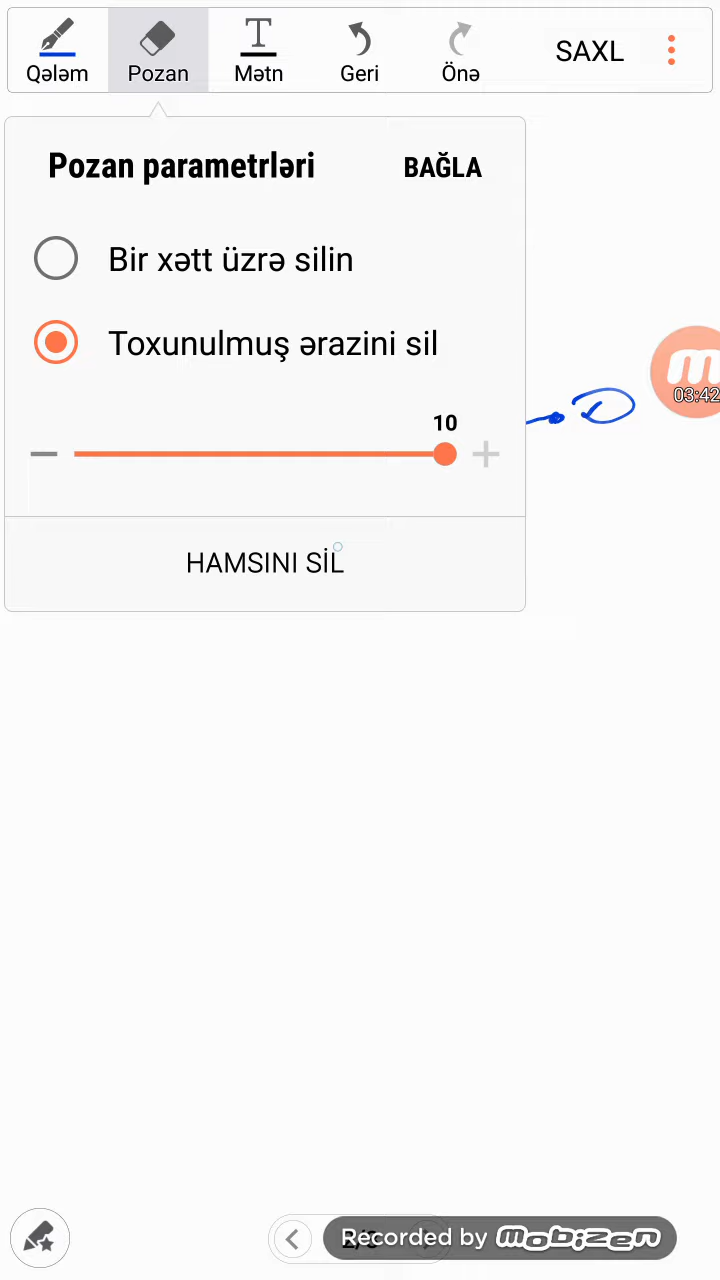 Qələm Pozan Mətn Geri Önə SAXL
Pozan parametrləri BAĞLA
Bir xətt üzrə silin
Toxunulmuş ərazini sil
03:42
D
10
HAMSINI SİL
Recorded by mobizen